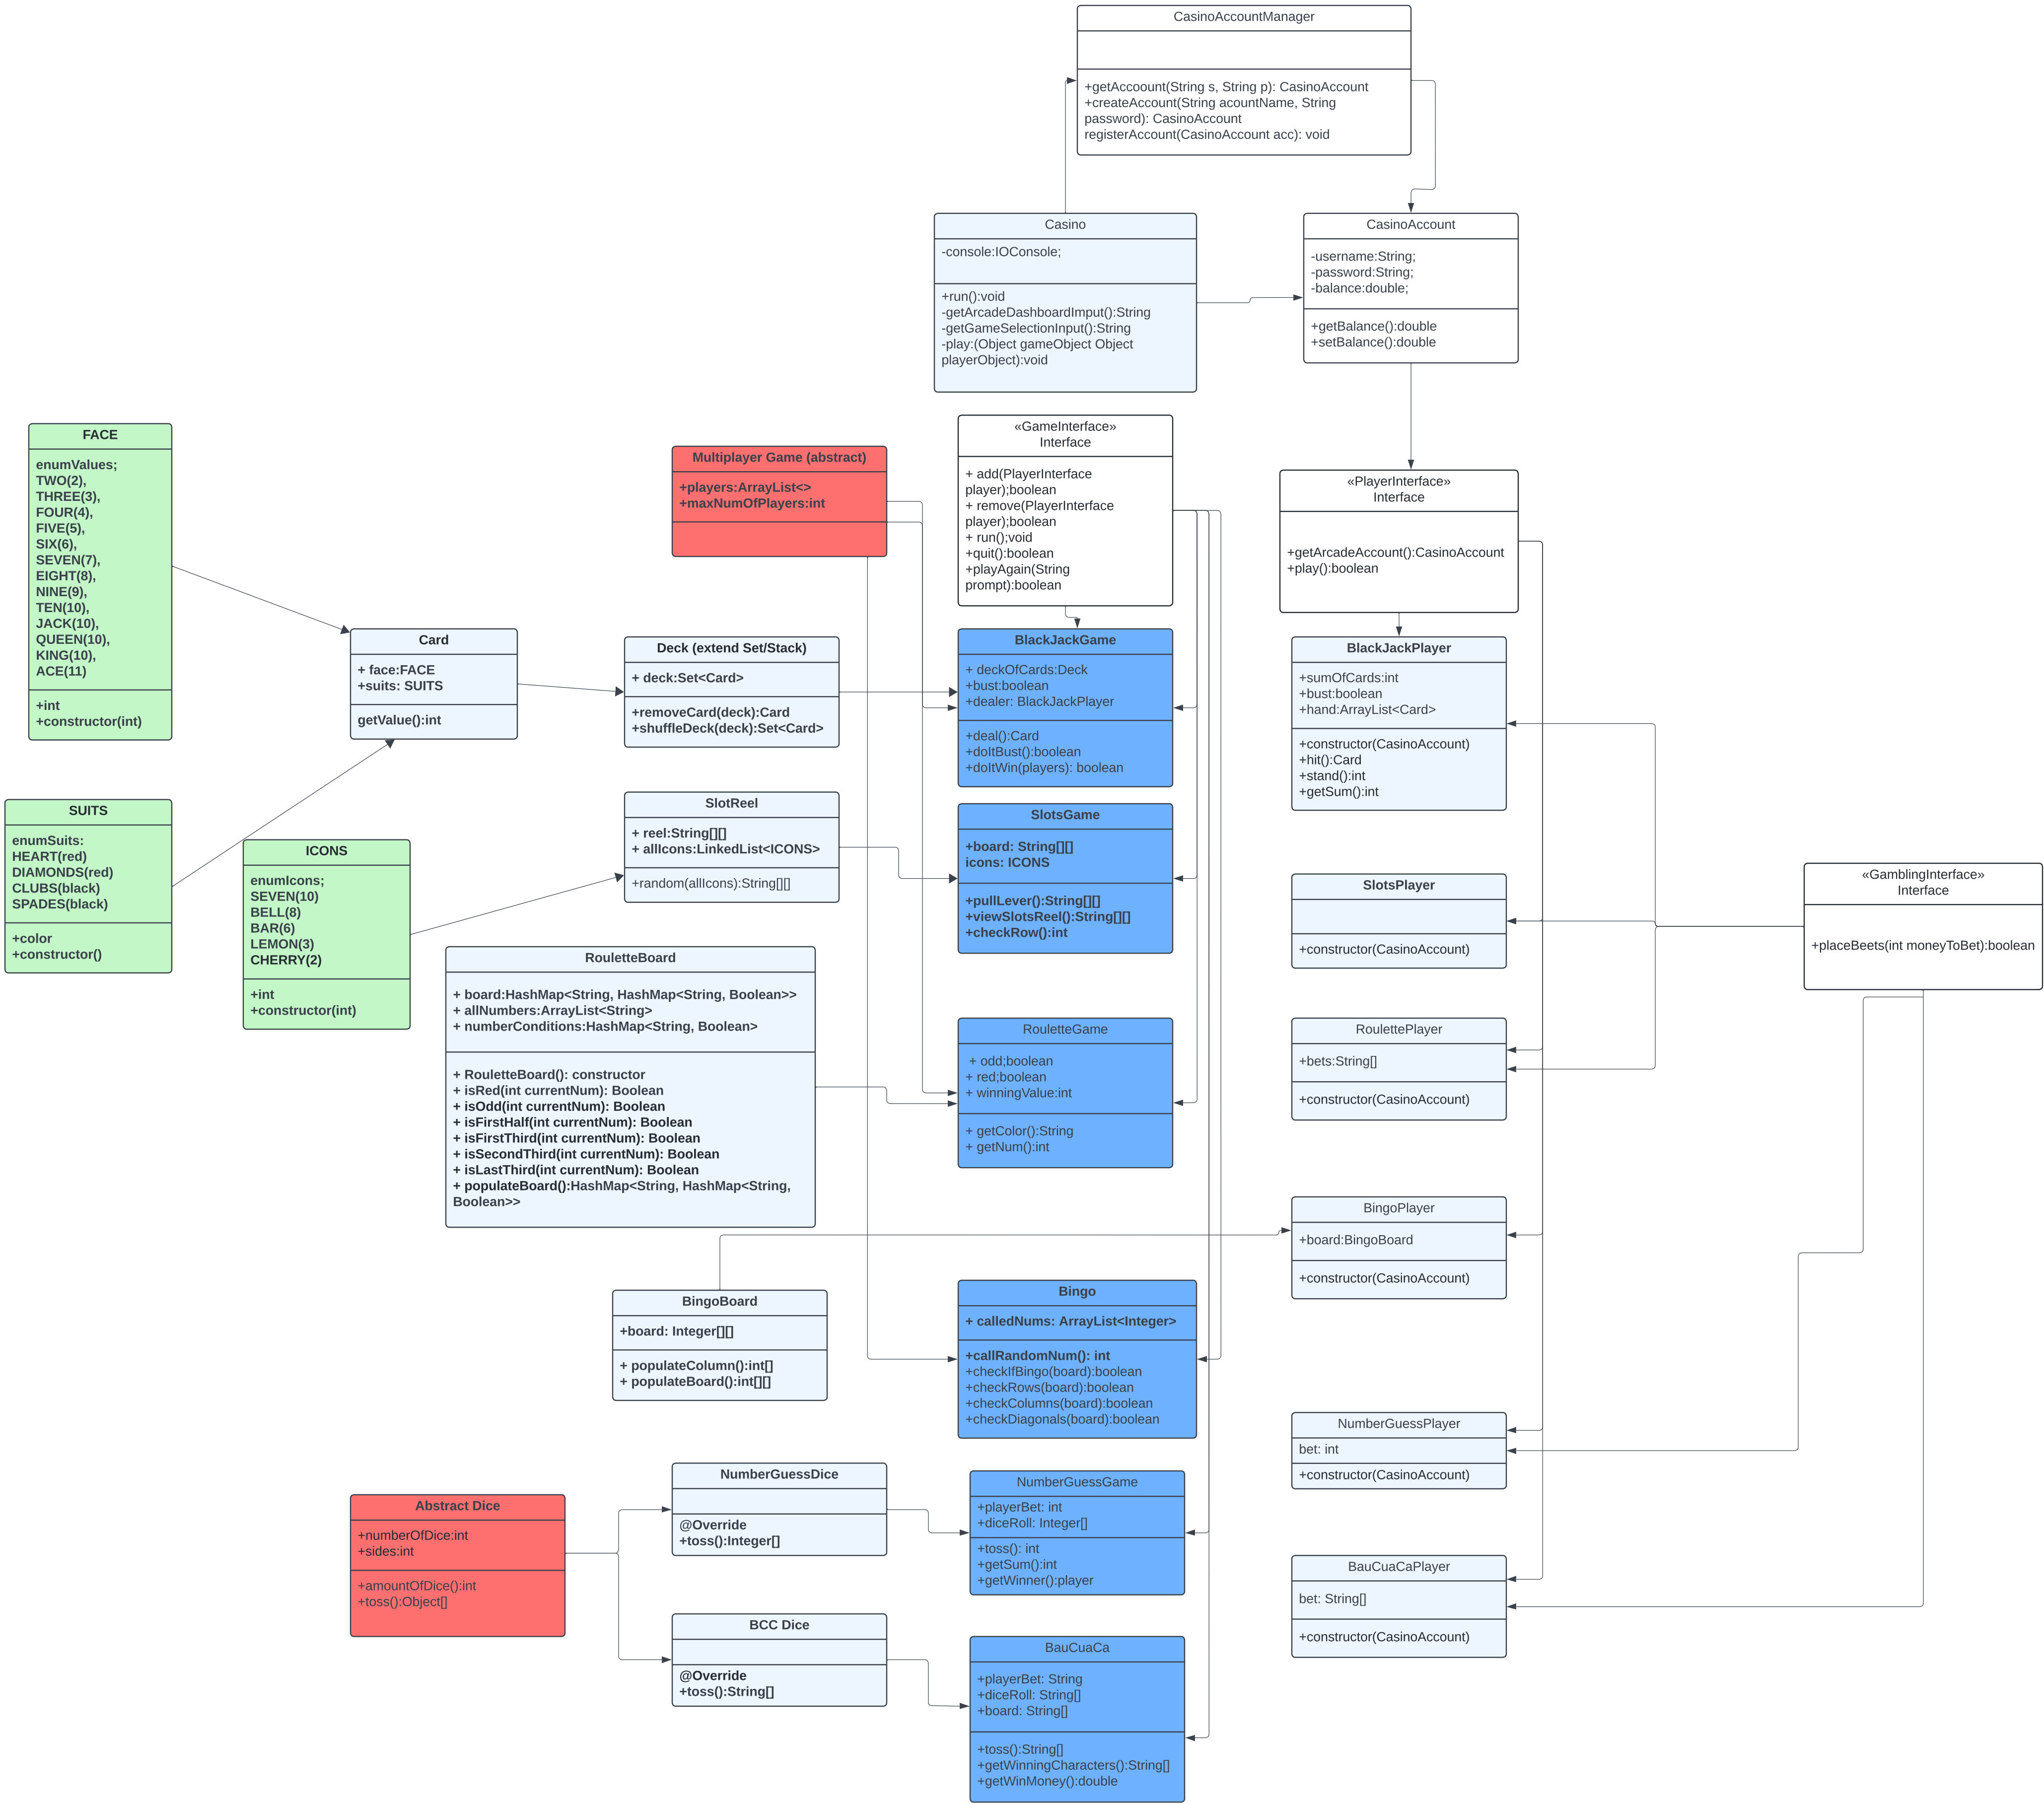 CasinoAccountManager
+getAccoount(String s, String p): CasinoAccount
+createAccount(String acountName, String
password): CasinoAccount
registerAccount(CasinoAccount acc): void
Casino
-console:IOConsole;
+run():void
-getArcadeDashboardImput():String
-getGameSelectionInput():String
-play:(Object gameObject Object
playerObject):void
CasinoAccount
-username:String;
-password:String;
-balance:double;
+getBalance():double
+setBalance():double
FACE
enumValues;
TWO(2),
THREE(3),
FOUR(4),
FIVE(5),
SIX(6),
SEVEN(7),
EIGHT(8),
NINE(9),
TEN(10),
JACK(10),
QUEEN(10),
KING(10),
ACE(11)
+int
+constructor(int)
Multiplayer Game (abstract)
+players:ArrayList<>
+maxNumOfPlayers:int
«GameInterface»
Interface
+ add(PlayerInterface
player);boolean
+ remove(PlayerInterface
player);boolean
+ run();void
+quit():boolean
+playAgain(String
prompt):boolean
«PlayerInterface»
Interface
+getArcadeAccount():CasinoAccount
+play():boolean
Card
+ face:FACE
+suits: SUITS
getValue():int
Deck (extend Set/Stack)
+ deck:Set<Card>
+removeCard(deck):Card
+shuffleDeck(deck):Set<Card>
BlackJackGame
+ deckOfCards:Deck
+bust:boolean
+dealer: BlackJackPlayer
+deal():Card
+doItBust():boolean
+doItWin(players): boolean
BlackJackPlayer
+sumOfCards:int
+bust:boolean
+hand:ArrayList<Card>
+constructor(CasinoAccount)
+hit():Card
+stand():int
+getSum():int
SUITS
enumSuits:
HEART(red)
DIAMONDS(red)
CLUBS(black)
SPADES(black)
+color
+constructor()
ICONS
enumIcons;
SEVEN(10)
BELL(8)
BAR(6)
LEMON(3)
CHERRY(2)
+int
+constructor(int)
SlotReel
+ reel:String[][]
+ allIcons:LinkedList<ICONS>
+random(allIcons):String[][]
SlotsGame
+board: String[][]
icons: ICONS
+pullLever():String[][]
+viewSlotsReel():String[][]
+checkRow():int
SlotsPlayer
+constructor(CasinoAccount)
«GamblingInterface»
Interface
+placeBeets(int moneyToBet):boolean
RouletteBoard
+ board:HashMap<String, HashMap<String, Boolean>>
+ allNumbers:ArrayList<String>
+ numberConditions:HashMap<String, Boolean>
+ RouletteBoard(): constructor
+ isRed(int currentNum): Boolean
+ isOdd(int currentNum): Boolean
+ isFirstHalf(int currentNum): Boolean
+ isFirstThird(int currentNum): Boolean
+ isSecondThird(int currentNum): Boolean
+ isLastThird(int currentNum): Boolean
+ populateBoard():HashMap<String, HashMap<String,
Boolean>>
RouletteGame
+ odd;boolean
+ red;boolean
+ winningValue:int
+ getColor():String
+ getNum():int
RoulettePlayer
+bets:String[]
+constructor(CasinoAccount)
BingoPlayer
+board:BingoBoard
+constructor(CasinoAccount)
BingoBoard
+board: Integer[][]
+ populateColumn():int[]
+ populateBoard():int[][]
Bingo
+ calledNums: ArrayList<Integer>
+callRandomNum(): int
+checkIfBingo(board):boolean
+checkRows(board):boolean
+checkColumns(board):boolean
+checkDiagonals(board):boolean
NumberGuessPlayer
bet: int
+constructor(CasinoAccount)
Abstract Dice
+numberOfDice:int
+sides:int
+amountOfDice():int
+toss():Object[]
NumberGuessDice
@Override
+toss():Integer[]
NumberGuessGame
+playerBet: int
+diceRoll: Integer[]
+toss(): int
+getSum():int
+getWinner():player
BauCuaCaPlayer
bet: String[]
+constructor(CasinoAccount)
BCC Dice
@Override
+toss():String[]
BauCuaCa
+playerBet: String
+diceRoll: String[]
+board: String[]
+toss():String[]
+getWinningCharacters():String[]
+getWinMoney():double